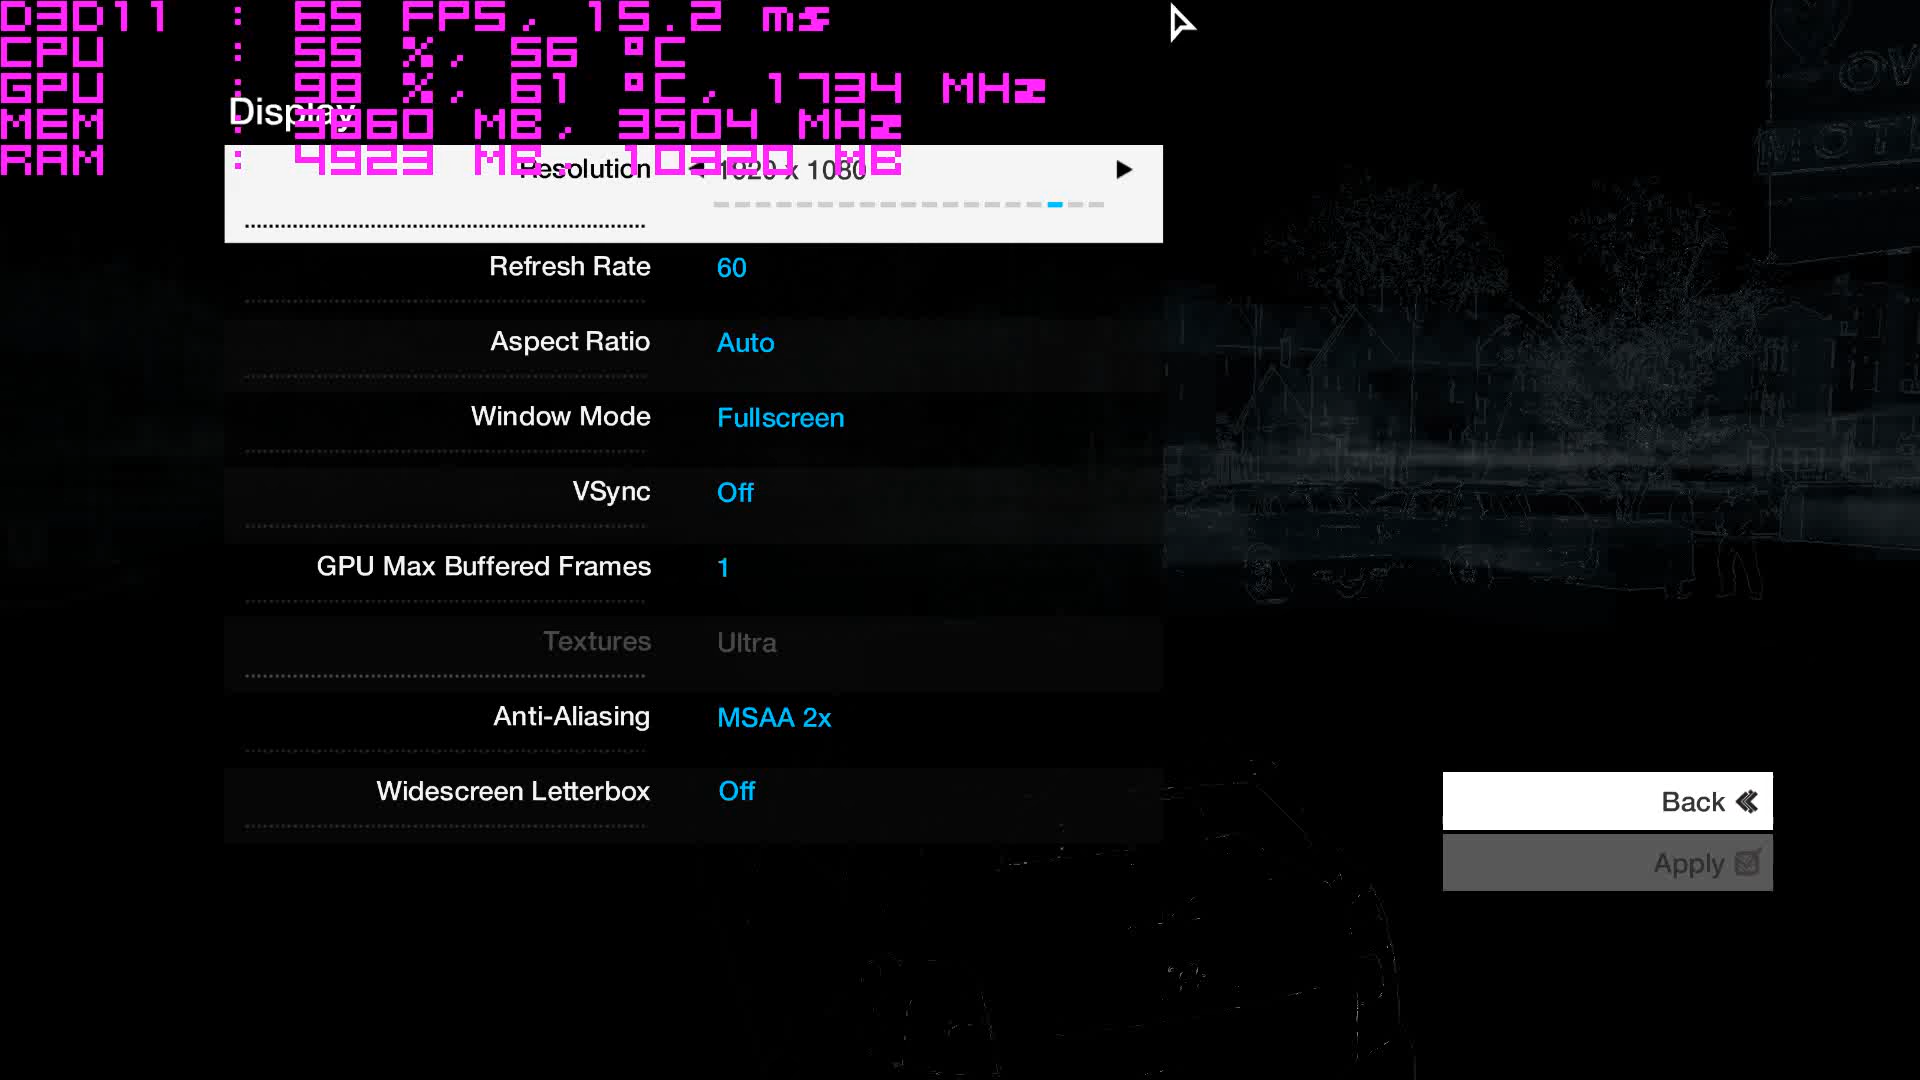 D3D11 : 65 FPS, 15.2 ms
CPU : 55 %, 56 °C
GPU : 98 %, 61 °C, 1734 MHz
Display
MEM : 3860 MB, 3504 MHz
RAM : 4923 MB, 10320 MB
Resolution 1920 x 1080
Refresh Rate 60
Aspect Ratio Auto
Window Mode Fullscreen
VSync Off
GPU Max Buffered Frames 1
Textures Ultra
Anti-Aliasing MSAA 2x
Widescreen Letterbox Off
Back
Apply